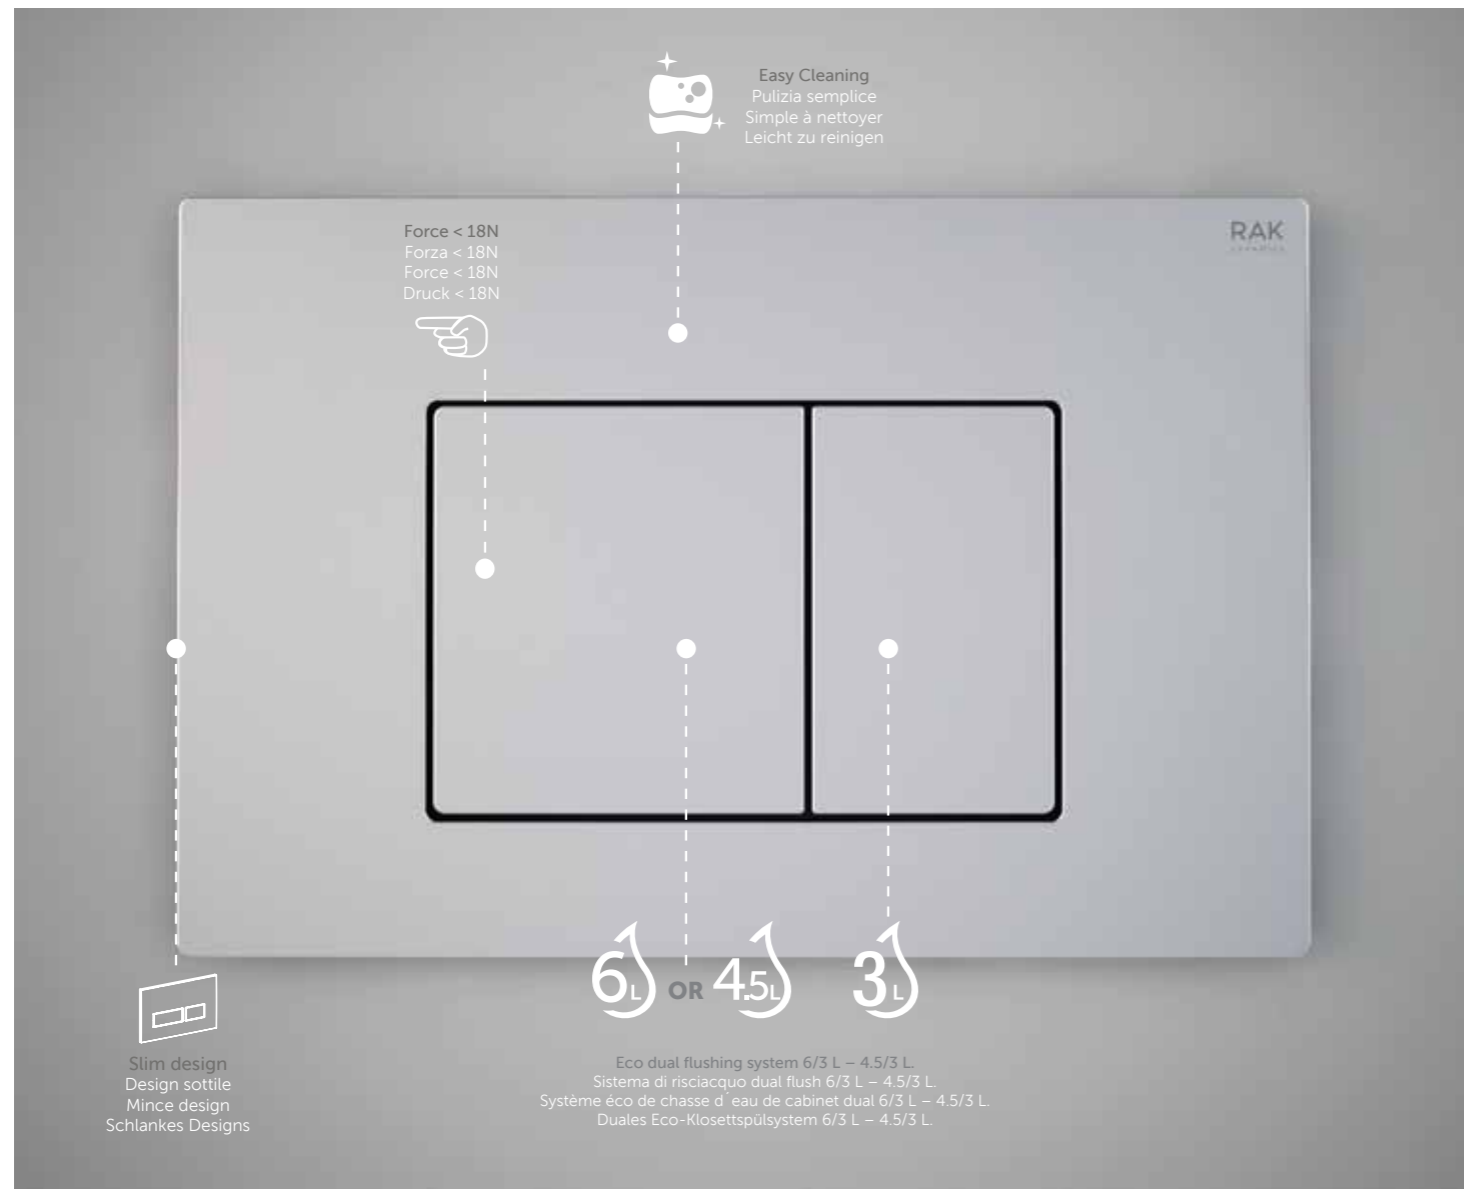 Easy Cleaning
Pulizia semplice
Simple à nettoyer
Leicht zu reinigen
Force < 18N
Forza < 18N
Force < 18N
Druck < 18N
RAK
ceramics
6L OR 4.5L 3L
Slim design
Design sottile
Mince design
Schlankes Designs
Eco dual flushing system 6/3 L – 4.5/3 L.
Sistema di risciacquo dual flush 6/3 L – 4.5/3 L.
Système éco de chasse d´eau de cabinet dual 6/3 L – 4.5/3 L.
Duales Eco-Klosettspülsystem 6/3 L – 4.5/3 L.